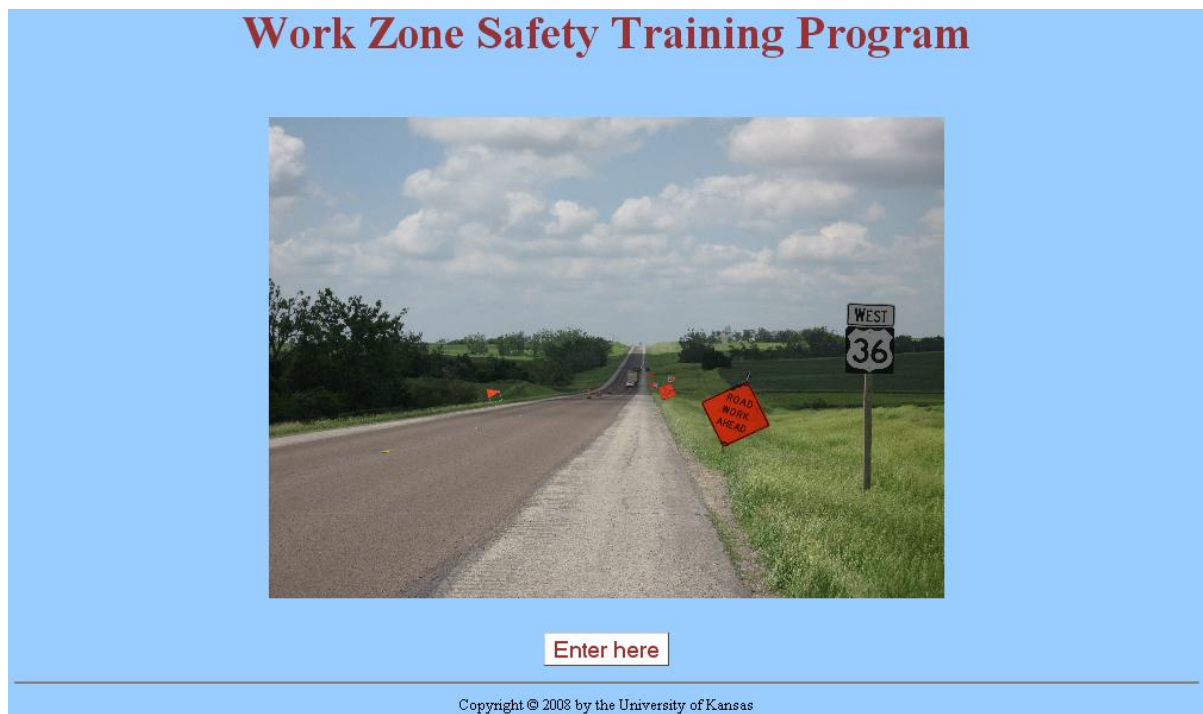 Work Zone Safety Training Program
WEST
36
ROAD
WORK
AHEAD
Enter here
Copyright © 2008 by the University of Kansas